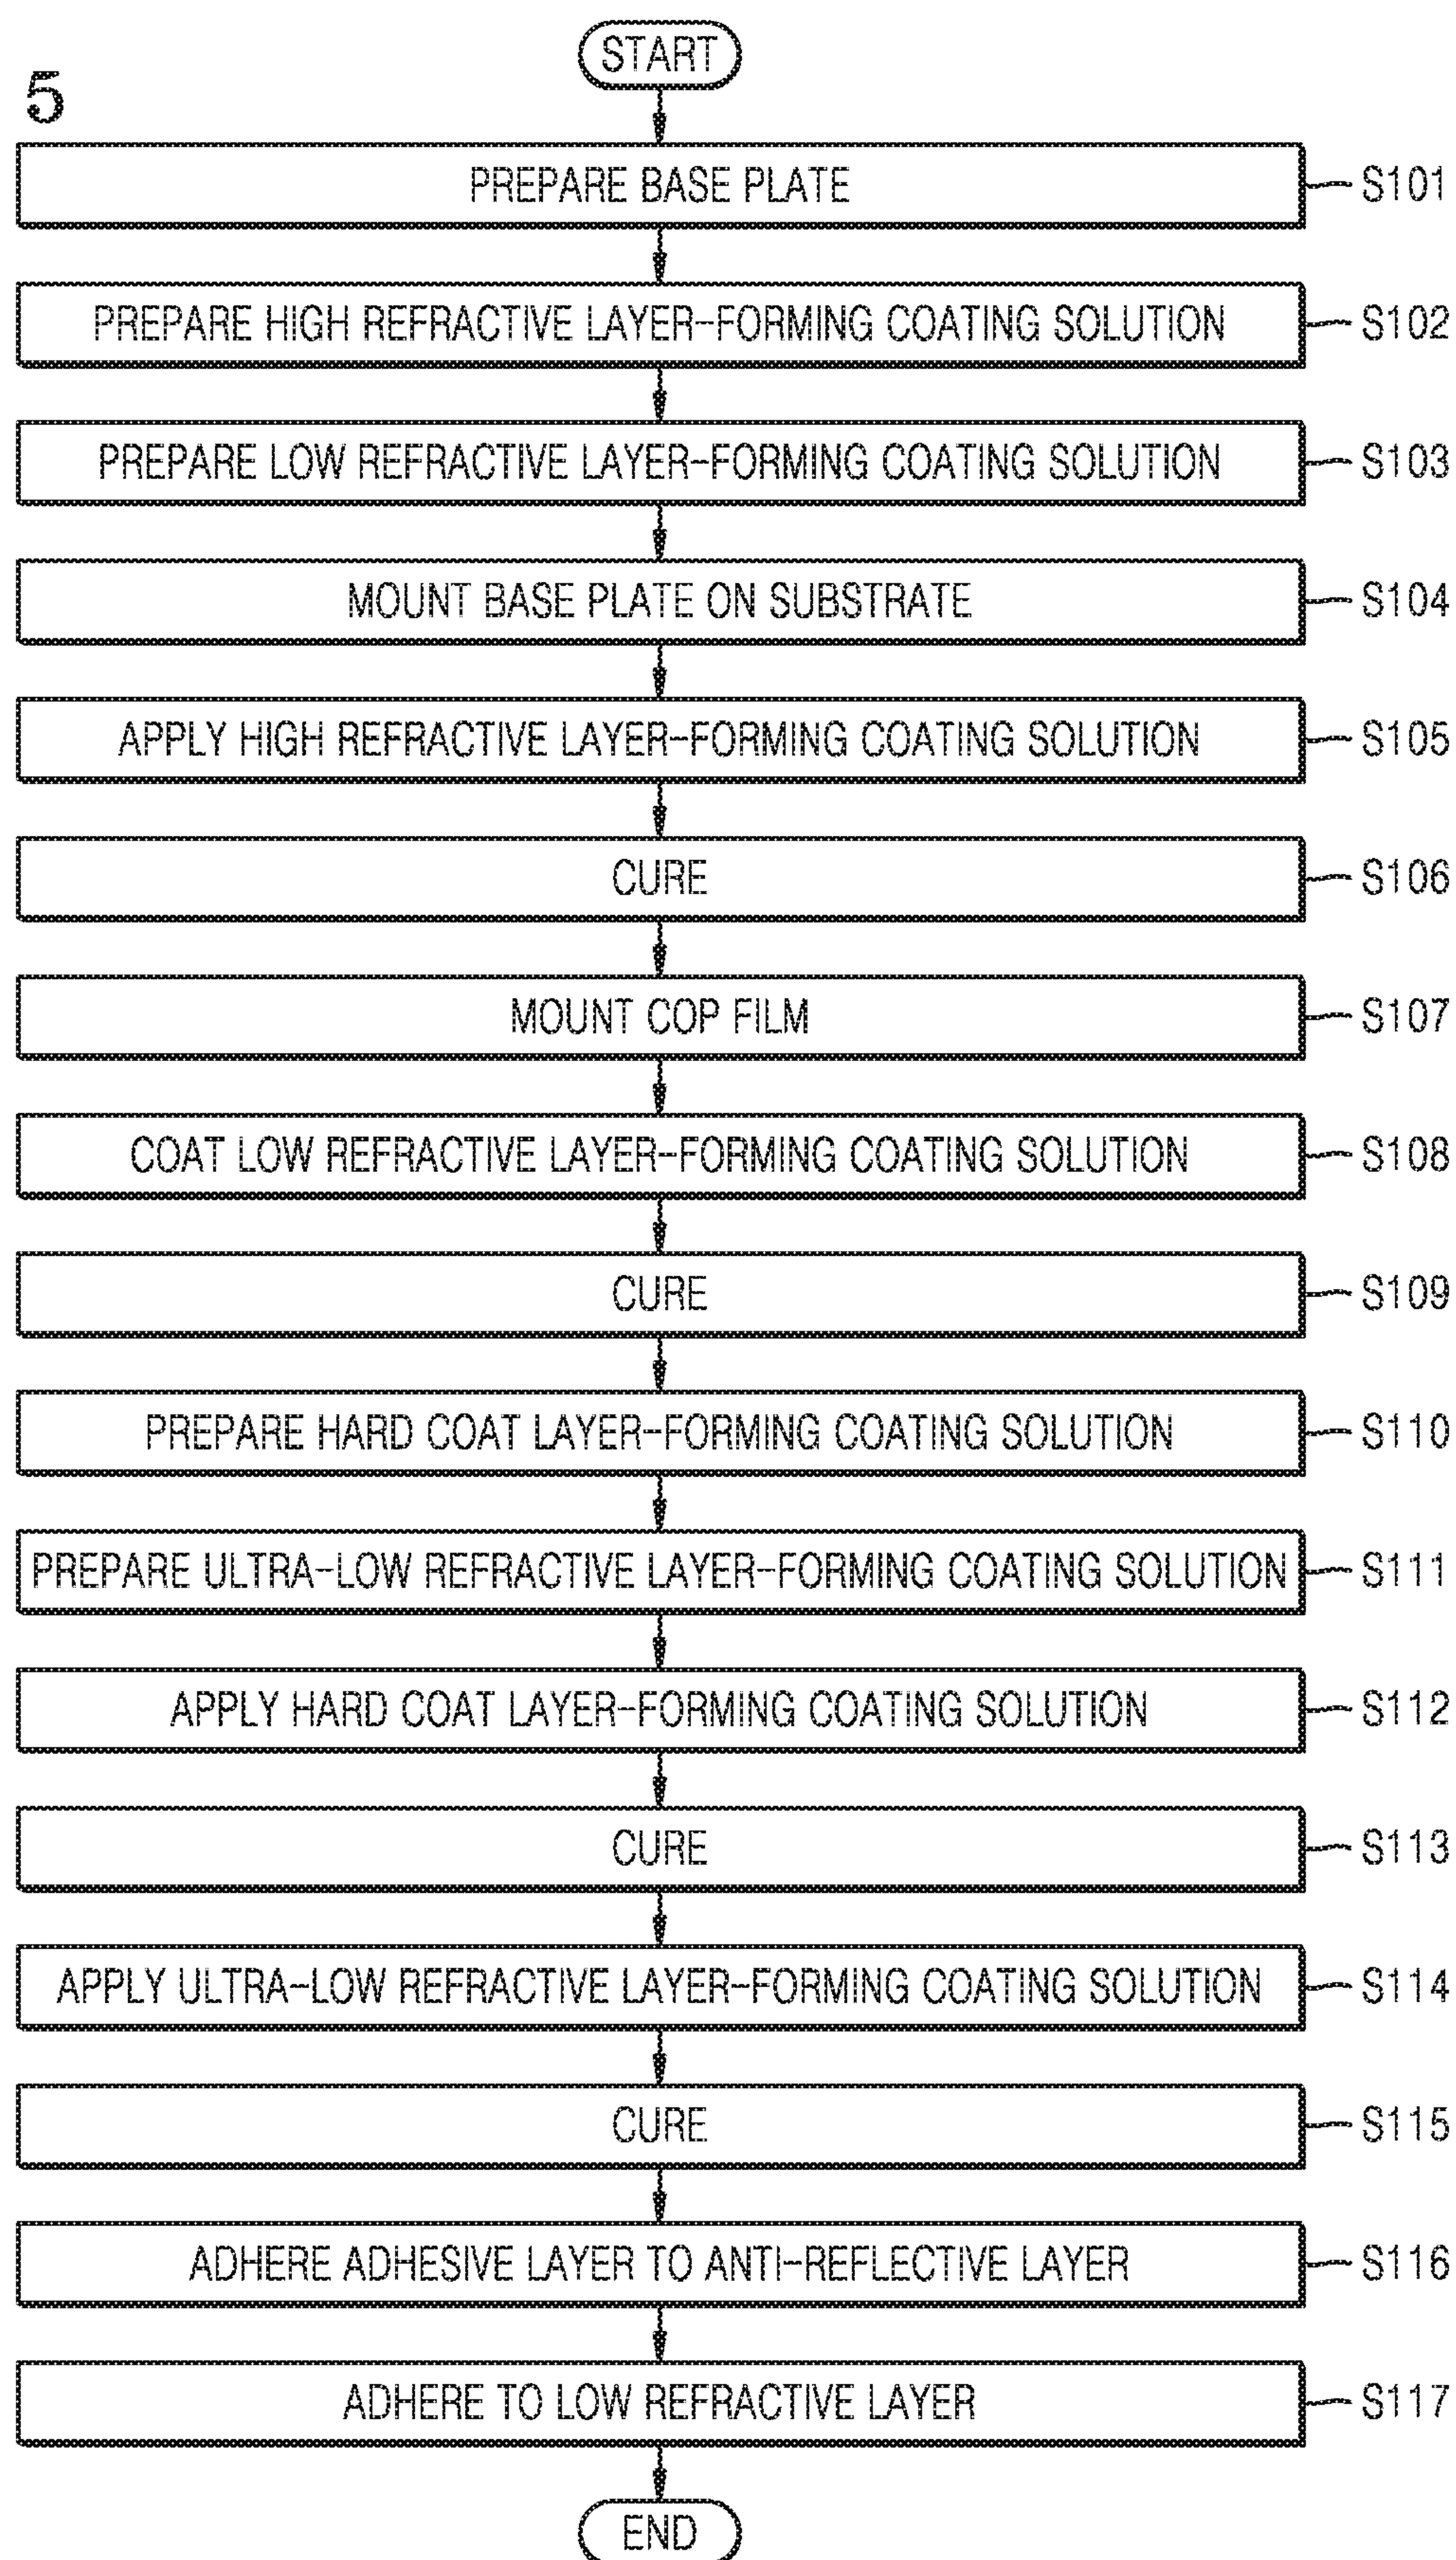 START
5
PREPARE BASE PLATE S101
PREPARE HIGH REFRACTIVE LAYER-FORMING COATING SOLUTION S102
PREPARE LOW REFRACTIVE LAYER-FORMING COATING SOLUTION S103
MOUNT BASE PLATE ON SUBSTRATE S104
APPLY HIGH REFRACTIVE LAYER-FORMING COATING SOLUTION S105
CURE S106
MOUNT COP FILM S107
COAT LOW REFRACTIVE LAYER-FORMING COATING SOLUTION S108
CURE S109
PREPARE HARD COAT LAYER-FORMING COATING SOLUTION S110
PREPARE ULTRA-LOW REFRACTIVE LAYER-FORMING COATING SOLUTION S111
APPLY HARD COAT LAYER-FORMING COATING SOLUTION S112
CURE S113
APPLY ULTRA-LOW REFRACTIVE LAYER-FORMING COATING SOLUTION S114
CURE S115
ADHERE ADHESIVE LAYER TO ANTI-REFLECTIVE LAYER S116
ADHERE TO LOW REFRACTIVE LAYER S117
END